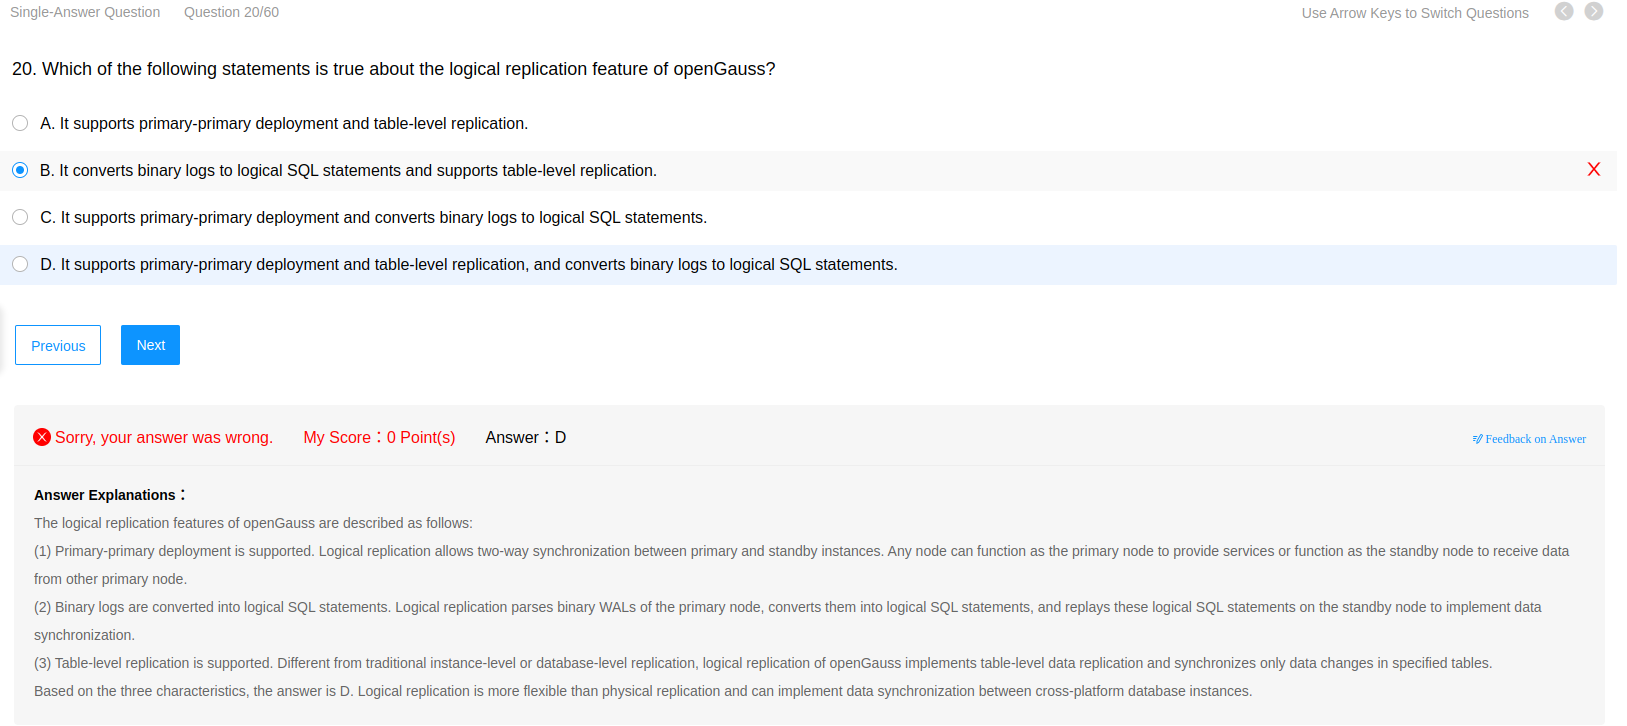 Single-Answer Question Question 20/60 Use Arrow Keys to Switch Questions
20. Which of the following statements is true about the logical replication feature of openGauss?
A. It supports primary-primary deployment and table-level replication.
B. It converts binary logs to logical SQL statements and supports table-level replication.
C. It supports primary-primary deployment and converts binary logs to logical SQL statements.
D. It supports primary-primary deployment and table-level replication, and converts binary logs to logical SQL statements.
Previous Next
Sorry, your answer was wrong. My Score：0 Point(s) Answer：D Feedback on Answer
Answer Explanations：
The logical replication features of openGauss are described as follows:
(1) Primary-primary deployment is supported. Logical replication allows two-way synchronization between primary and standby instances. Any node can function as the primary node to provide services or function as the standby node to receive data
from other primary node.
(2) Binary logs are converted into logical SQL statements. Logical replication parses binary WALs of the primary node, converts them into logical SQL statements, and replays these logical SQL statements on the standby node to implement data
synchronization.
(3) Table-level replication is supported. Different from traditional instance-level or database-level replication, logical replication of openGauss implements table-level data replication and synchronizes only data changes in specified tables.
Based on the three characteristics, the answer is D. Logical replication is more flexible than physical replication and can implement data synchronization between cross-platform database instances.